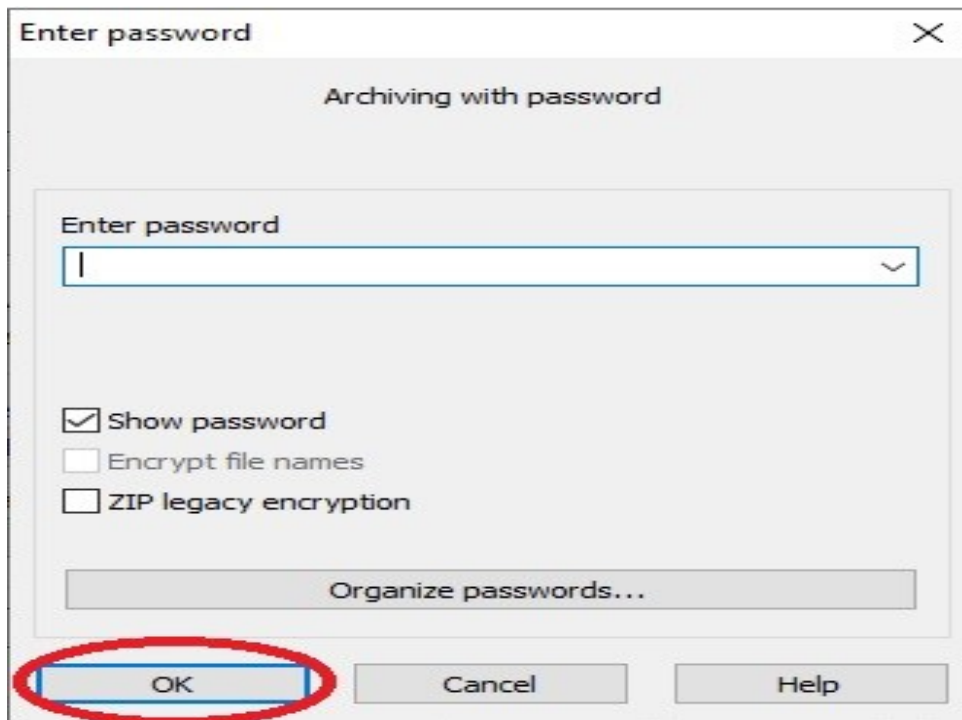 Enter password
Archiving with password
Enter password
Show password
Encrypt file names
ZIP legacy encryption
Organize passwords...
OK Cancel Help